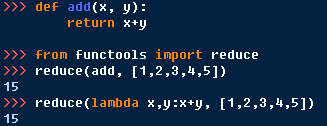 >>> def add(x, y):
        return x+y

>>> from functools import reduce
>>> reduce(add, [1,2,3,4,5])
15
>>> reduce(lambda x,y:x+y, [1,2,3,4,5])
15